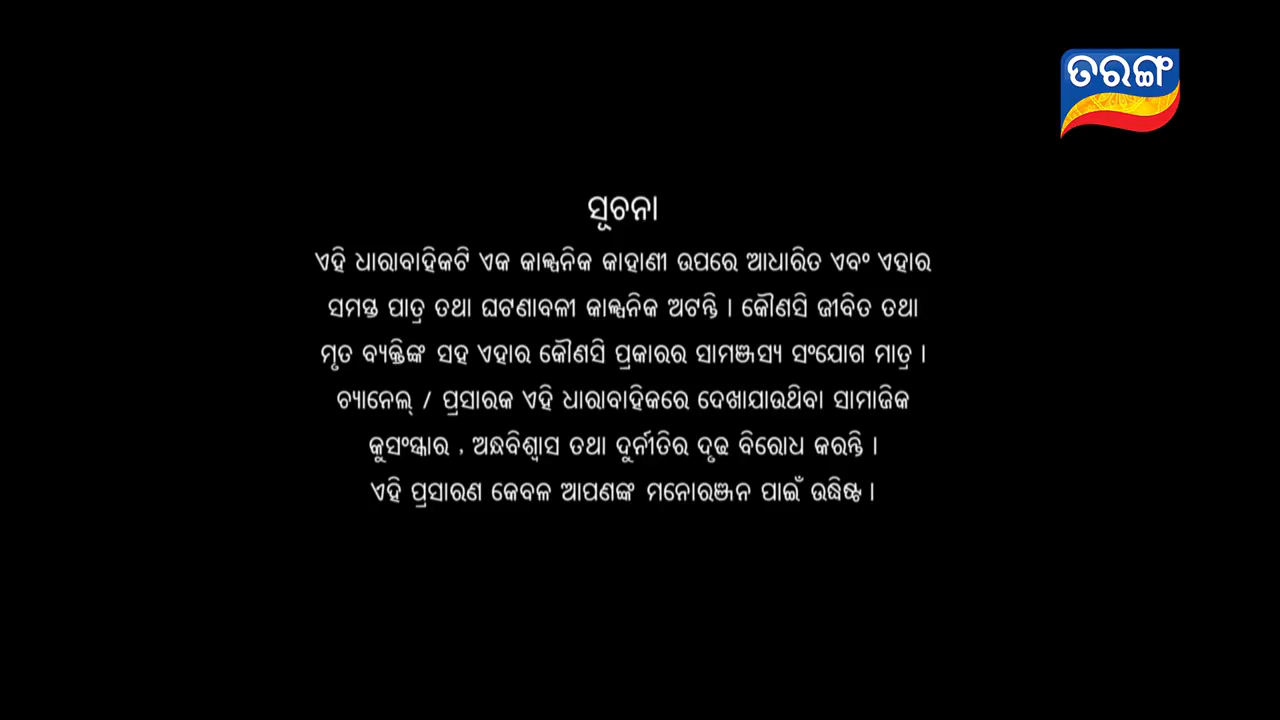 ତରଙ୍ଗ
ସୂଚନା
ଏହି ଧାରାବାହିକଟି ଏକ କାଳ୍ପନିକ କାହାଣୀ ଉପରେ ଆଧାରିତ ଏବଂ ଏହାର
ସମସ୍ତ ପାତ୍ର ତଥା ଘଟଣାବଳୀ କାଳ୍ପନିକ ଅଟନ୍ତି । କୌଣସି ଜୀବିତ ତଥା
ମୃତ ବ୍ୟକ୍ତିଙ୍କ ସହ ଏହାର କୌଣସି ପ୍ରକାରର ସାମଞ୍ଜସ୍ୟ ସଂଯୋଗ ମାତ୍ର ।
ଚ୍ୟାନେଲ୍ / ପ୍ରସାରକ ଏହି ଧାରାବାହିକରେ ଦେଖାଯାଉଥିବା ସାମାଜିକ
କୁସଂସ୍କାର , ଅନ୍ଧବିଶ୍ୱାସ ତଥା ଦୁର୍ନୀତିର ଦୃଢ ବିରୋଧ କରନ୍ତି ।
ଏହି ପ୍ରସାରଣ କେବଳ ଆପଣଙ୍କ ମନୋରଞ୍ଜନ ପାଇଁ ଉଦ୍ଧିଷ୍ଟ ।